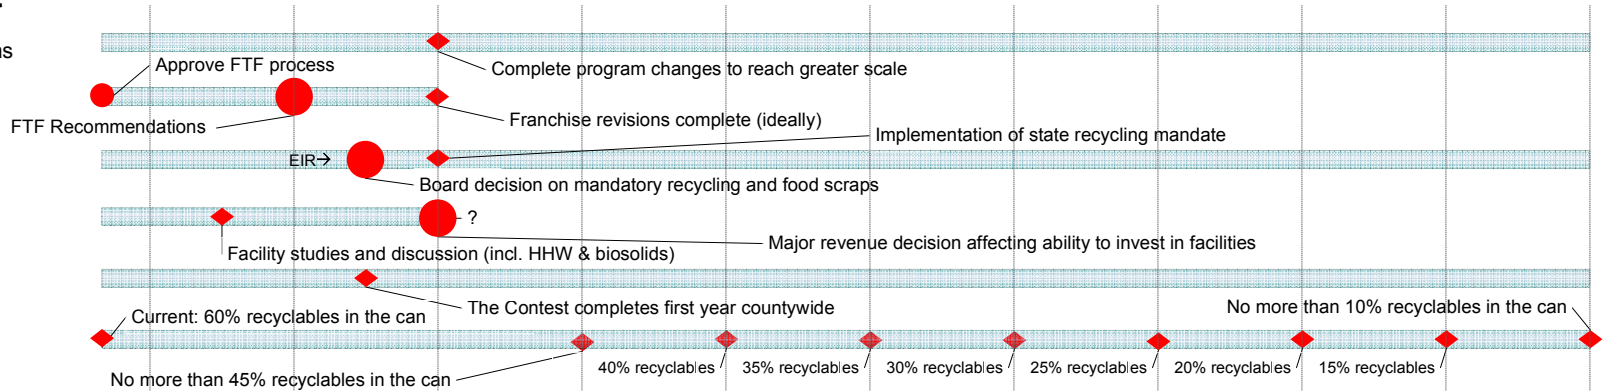 ns
Approve FTF process
Complete program changes to reach greater scale
FTF Recommendations
Franchise revisions complete (ideally)
Implementation of state recycling mandate
EIR→
Board decision on mandatory recycling and food scraps
?
Major revenue decision affecting ability to invest in facilities
Facility studies and discussion (incl. HHW & biosolids)
The Contest completes first year countywide
No more than 10% recyclables in the can
Current: 60% recyclables in the can
40% recyclables
35% recyclables
30% recyclables
25% recyclables
20% recyclables
15% recyclables
No more than 45% recyclables in the can